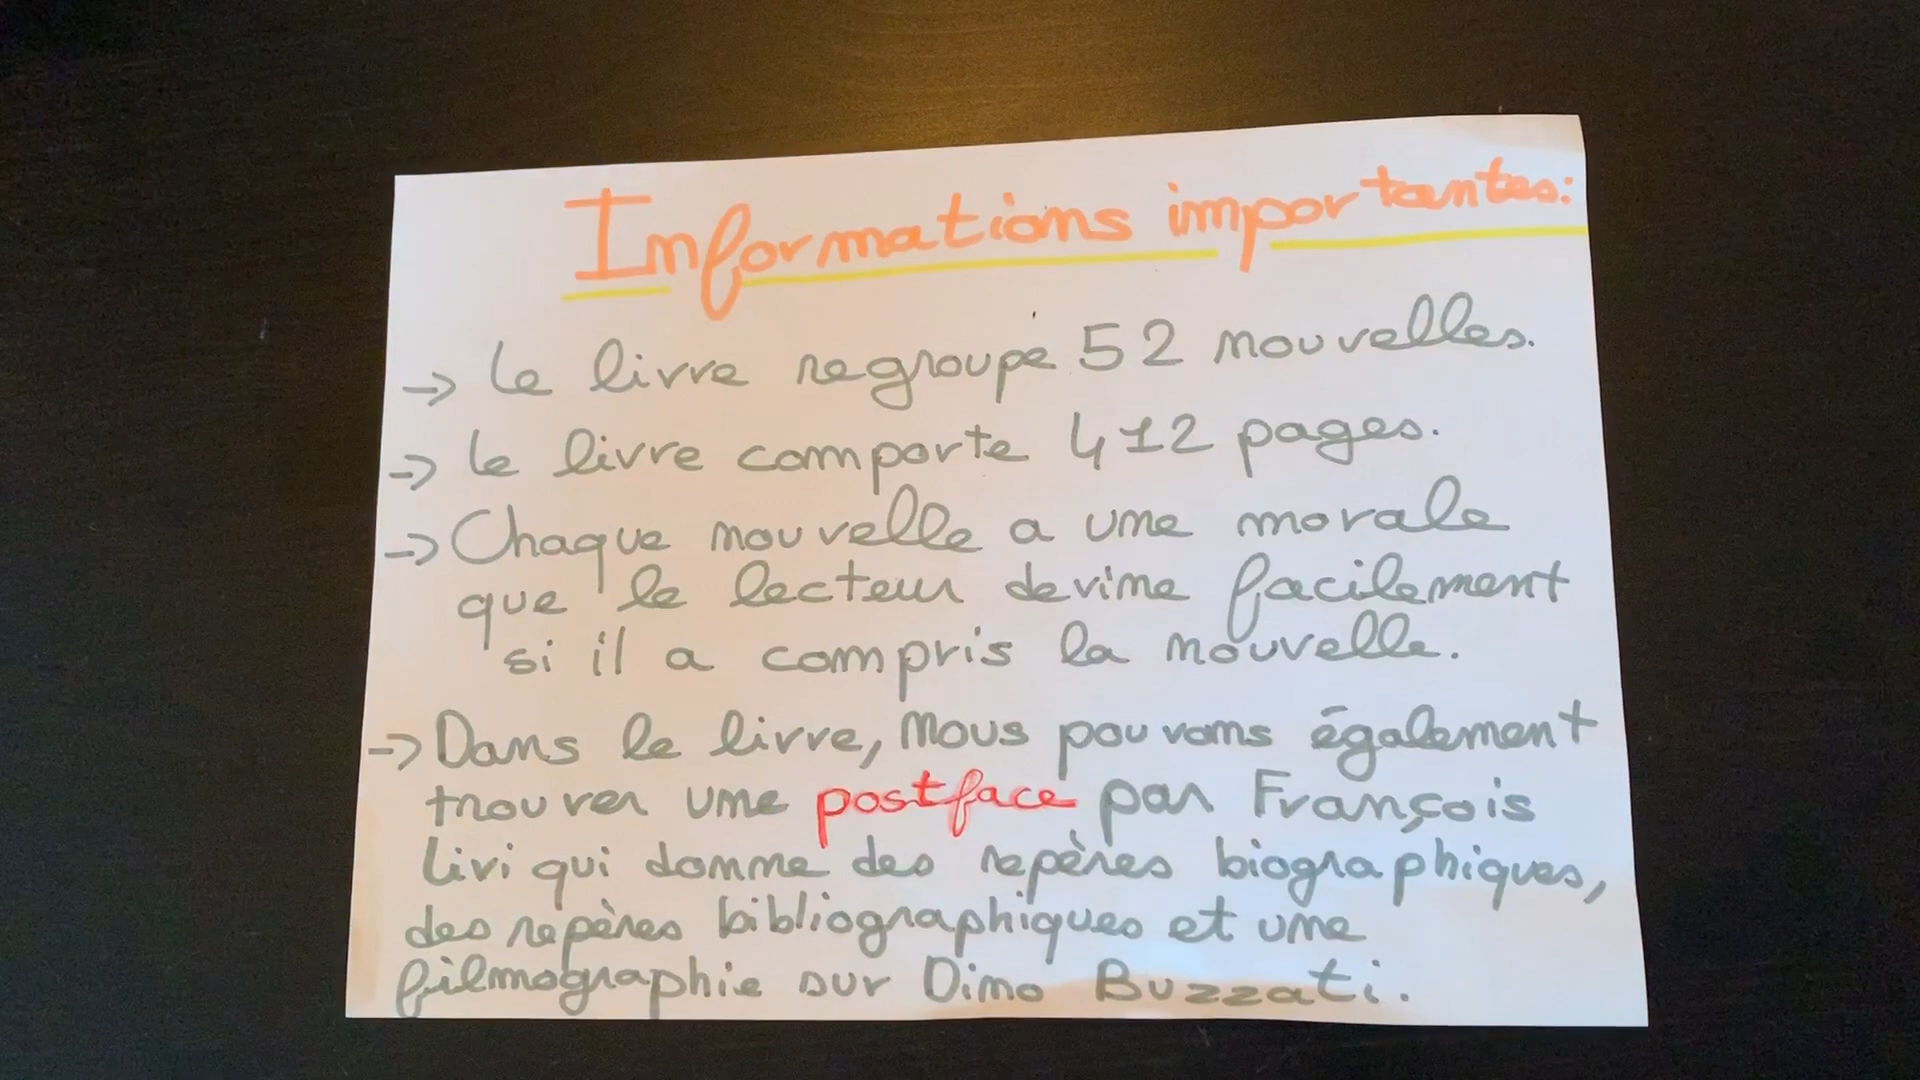 Informations importantes:
-> Le livre regroupe 52 nouvelles.
-> Le livre comporte 412 pages.
-> Chaque nouvelle a une morale
que le lecteur devine facilement
si il a compris la nouvelle.
-> Dans le livre, nous pouvons également
trouver une postface par François
Livi qui donne des repères biographiques,
des repères bibliographiques et une
filmographie sur Dino Buzzati.